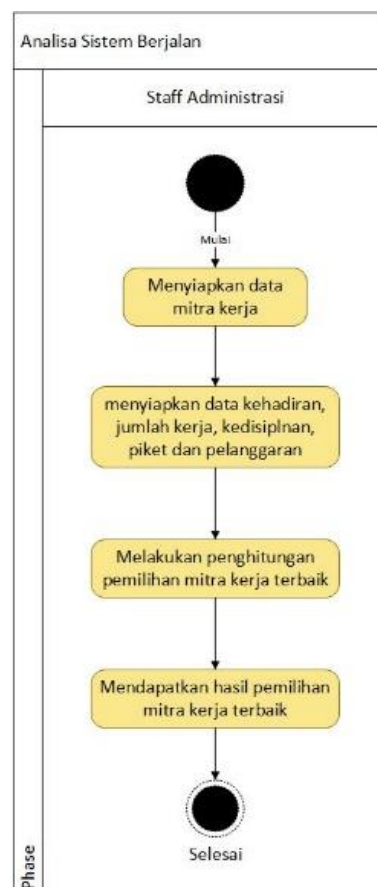 Analisa Sistem Berjalan
Staff Administrasi
Mulai
Menyiapkan data
mitra kerja
menyiapkan data kehadiran,
jumlah kerja, kedisiplnan,
piket dan pelanggaran
Melakukan penghitungan
pemilihan mitra kerja terbaik
Mendapatkan hasil pemilihan
mitra kerja terbaik
Selesai
Phase